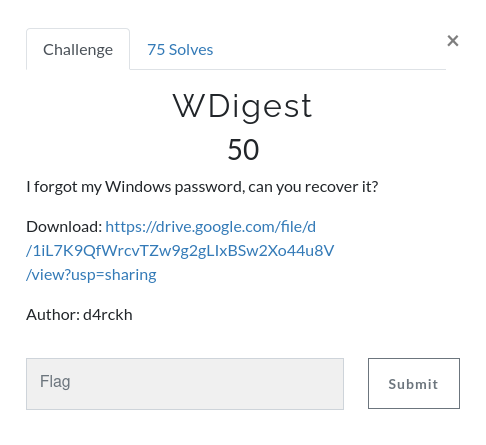 Challenge
75 Solves
×
WDigest
50
I forgot my Windows password, can you recover it?
Download: https://drive.google.com/file/d
/1iL7K9QfWrcvTZw9g2gLIxBSw2Xo44u8V
/view?usp=sharing
Author: d4rckh
Flag
Submit